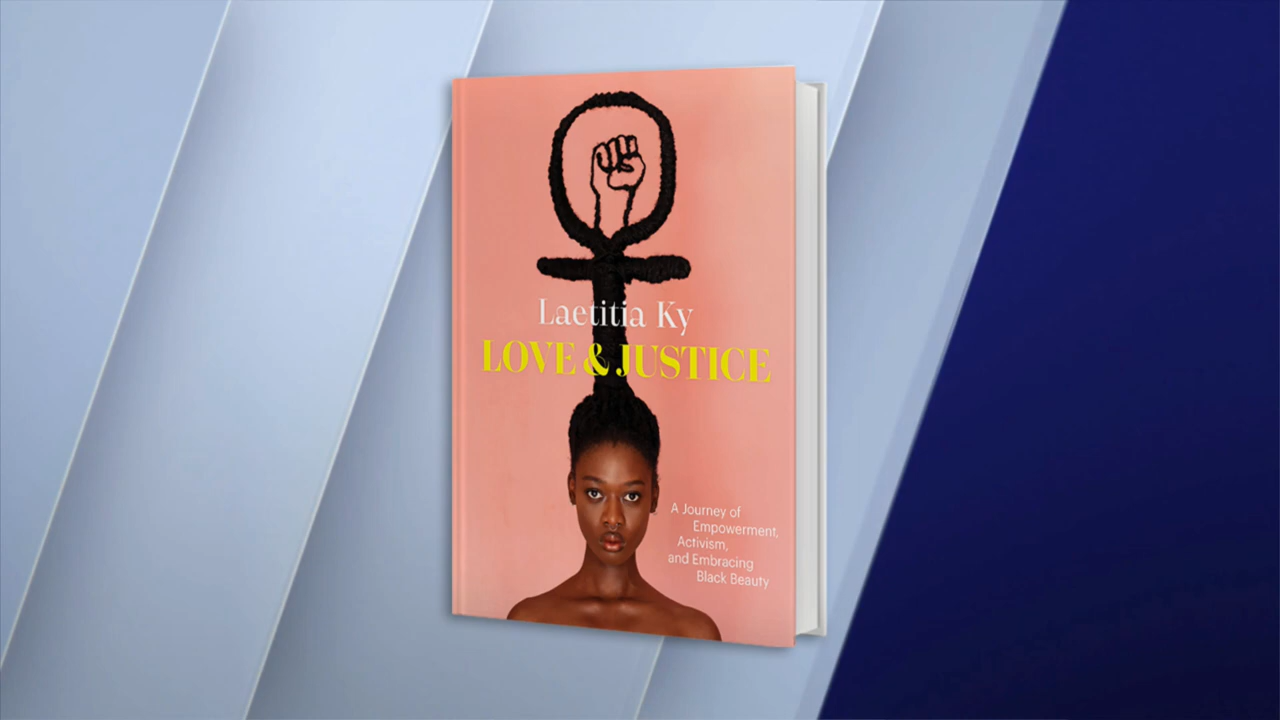 Laetitia Ky
LOVE & JUSTICE
A Journey of
Empowerment,
Activism,
and Embracing
Black Beauty